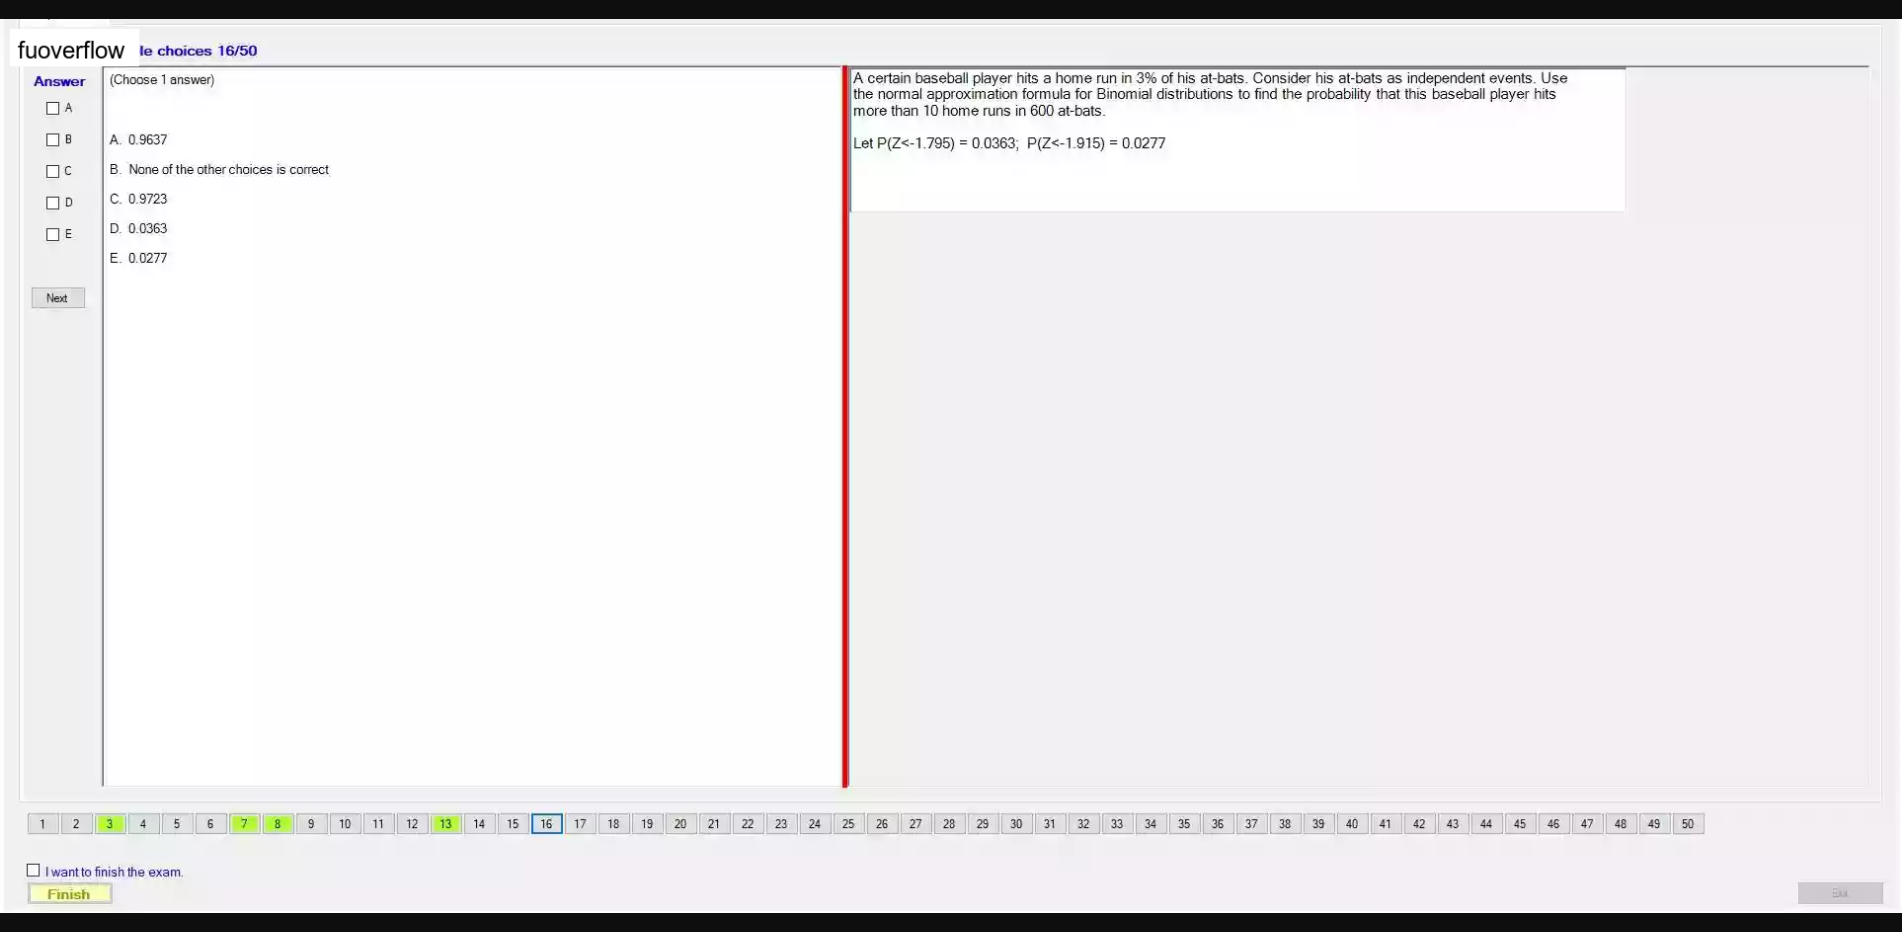 fuoverflow
le choices 16/50
Answer
(Choose 1 answer)
A
B
C
D
E
A. 0.9637
B. None of the other choices is correct
C. 0.9723
D. 0.0363
E. 0.0277
Next
A certain baseball player hits a home run in 3% of his at-bats. Consider his at-bats as independent events. Use
the normal approximation formula for Binomial distributions to find the probability that this baseball player hits
more than 10 home runs in 600 at-bats.
Let P(Z<-1.795) = 0.0363; P(Z<-1.915) = 0.0277
1 2 3 4 5 6 7 8 9 10 11 12 13 14 15 16 17 18 19 20 21 22 23 24 25 26 27 28 29 30 31 32 33 34 35 36 37 38 39 40 41 42 43 44 45 46 47 48 49 50
I want to finish the exam.
Finish